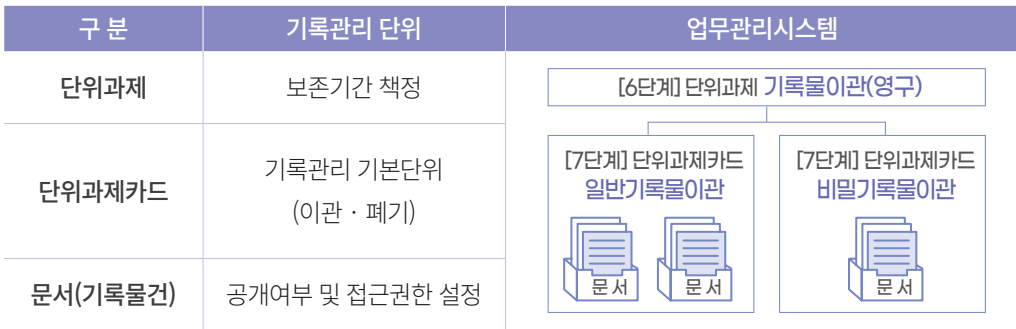 구 분
기록관리 단위
업무관리시스템
단위과제
보존기간 책정
단위과제카드
기록관리 기본단위
(이관 · 폐기)
문서(기록물건)
공개여부 및 접근권한 설정
[6단계] 단위과제 기록물이관(영구)
[7단계] 단위과제카드
일반기록물이관
문 서
문 서
[7단계] 단위과제카드
비밀기록물이관
문 서